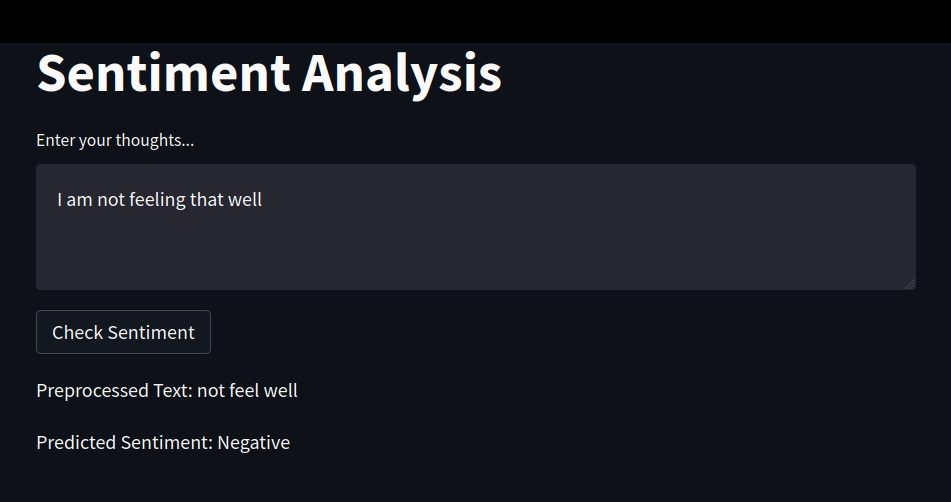 Sentiment Analysis
Enter your thoughts...
I am not feeling that well
Check Sentiment
Preprocessed Text: not feel well
Predicted Sentiment: Negative